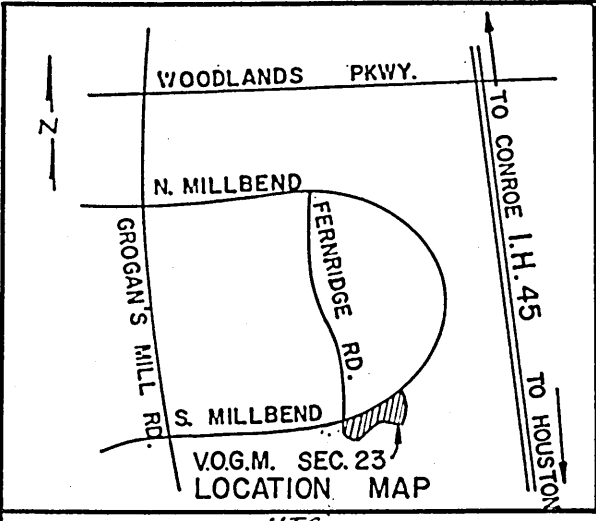 WOODLANDS PKWY.
N
N. MILLBEND
FERNRIDGE RD.
GROGAN'S MILL RD.
TO CONROE I.H. 45 TO HOUSTON
S. MILLBEND
V.O.G.M. SEC. 23
LOCATION MAP